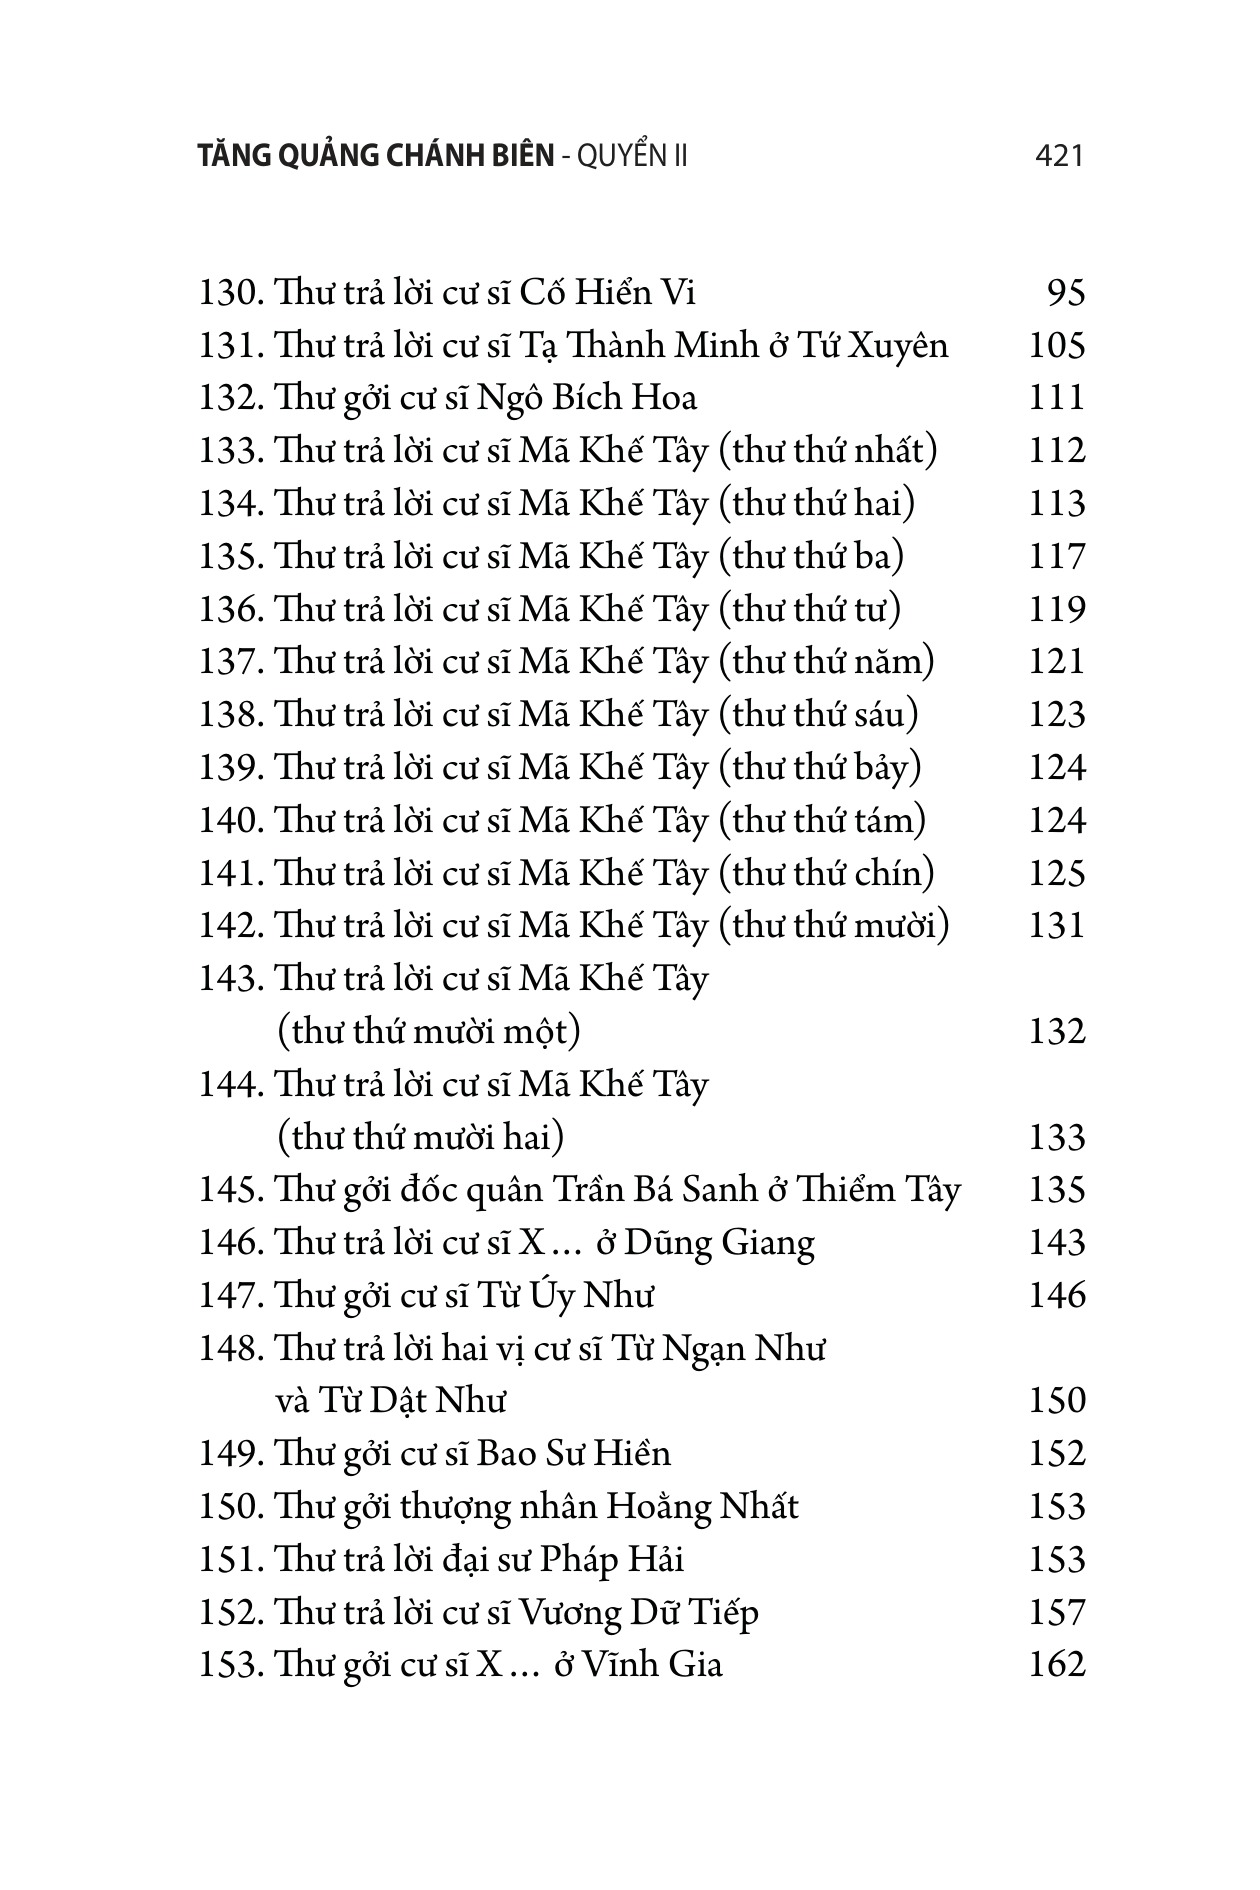 TĂNG QUẢNG CHÁNH BIÊN - QUYỂN II 421
130. Thư trả lời cư sĩ Cố Hiển Vi 95
131. Thư trả lời cư sĩ Tạ Thành Minh ở Tứ Xuyên 105
132. Thư gởi cư sĩ Ngô Bích Hoa 111
133. Thư trả lời cư sĩ Mã Khế Tây (thư thứ nhất) 112
134. Thư trả lời cư sĩ Mã Khế Tây (thư thứ hai) 113
135. Thư trả lời cư sĩ Mã Khế Tây (thư thứ ba) 117
136. Thư trả lời cư sĩ Mã Khế Tây (thư thứ tư) 119
137. Thư trả lời cư sĩ Mã Khế Tây (thư thứ năm) 121
138. Thư trả lời cư sĩ Mã Khế Tây (thư thứ sáu) 123
139. Thư trả lời cư sĩ Mã Khế Tây (thư thứ bảy) 124
140. Thư trả lời cư sĩ Mã Khế Tây (thư thứ tám) 124
141. Thư trả lời cư sĩ Mã Khế Tây (thư thứ chín) 125
142. Thư trả lời cư sĩ Mã Khế Tây (thư thứ mười) 131
143. Thư trả lời cư sĩ Mã Khế Tây
(thư thứ mười một) 132
144. Thư trả lời cư sĩ Mã Khế Tây
(thư thứ mười hai) 133
145. Thư gởi đốc quân Trần Bá Sanh ở Thiểm Tây 135
146. Thư trả lời cư sĩ X… ở Dũng Giang 143
147. Thư gởi cư sĩ Từ Úy Như 146
148. Thư trả lời hai vị cư sĩ Từ Ngạn Như
và Từ Dật Như 150
149. Thư gởi cư sĩ Bao Sư Hiền 152
150. Thư gởi thượng nhân Hoằng Nhất 153
151. Thư trả lời đại sư Pháp Hải 153
152. Thư trả lời cư sĩ Vương Dữ Tiếp 157
153. Thư gởi cư sĩ X… ở Vĩnh Gia 162